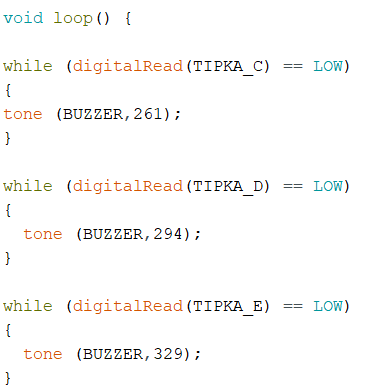 void loop() {
while (digitalRead(TIPKA_C) == LOW)
{
tone (BUZZER,261);
}
while (digitalRead(TIPKA_D) == LOW)
{
tone (BUZZER,294);
}
while (digitalRead(TIPKA_E) == LOW)
{
tone (BUZZER,329);
}